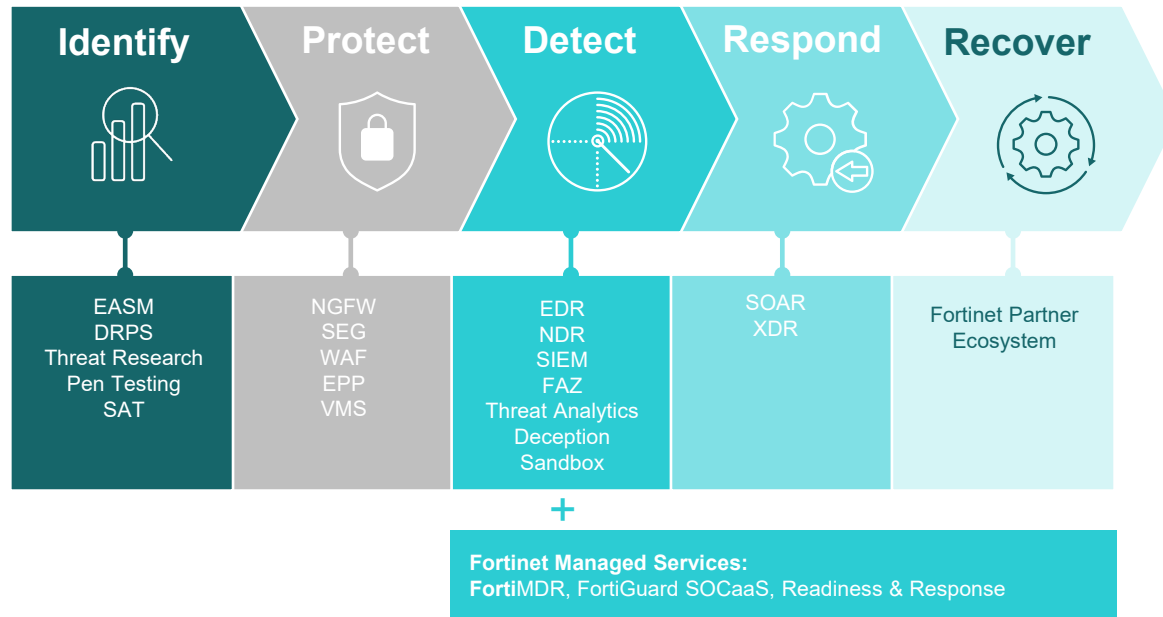 Identify
Protect
Detect
Respond
Recover
EASM
DRPS
Threat Research
Pen Testing
SAT
NGFW
SEG
WAF
EPP
VMS
EDR
NDR
SIEM
FAZ
Threat Analytics
Deception
Sandbox
SOAR
XDR
Fortinet Partner
Ecosystem
+
Fortinet Managed Services:
FortiMDR, FortiGuard SOCaaS, Readiness & Response